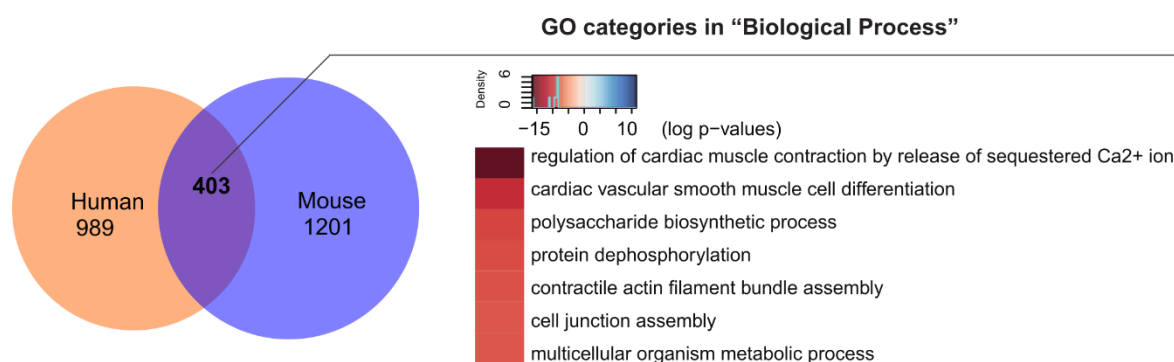 GO categories in “Biological Process”
Density
6
0
−15 0 10 (log p−values)
Human
989
403
Mouse
1201
regulation of cardiac muscle contraction by release of sequestered Ca2+ ion
cardiac vascular smooth muscle cell differentiation
polysaccharide biosynthetic process
protein dephosphorylation
contractile actin filament bundle assembly
cell junction assembly
multicellular organism metabolic process